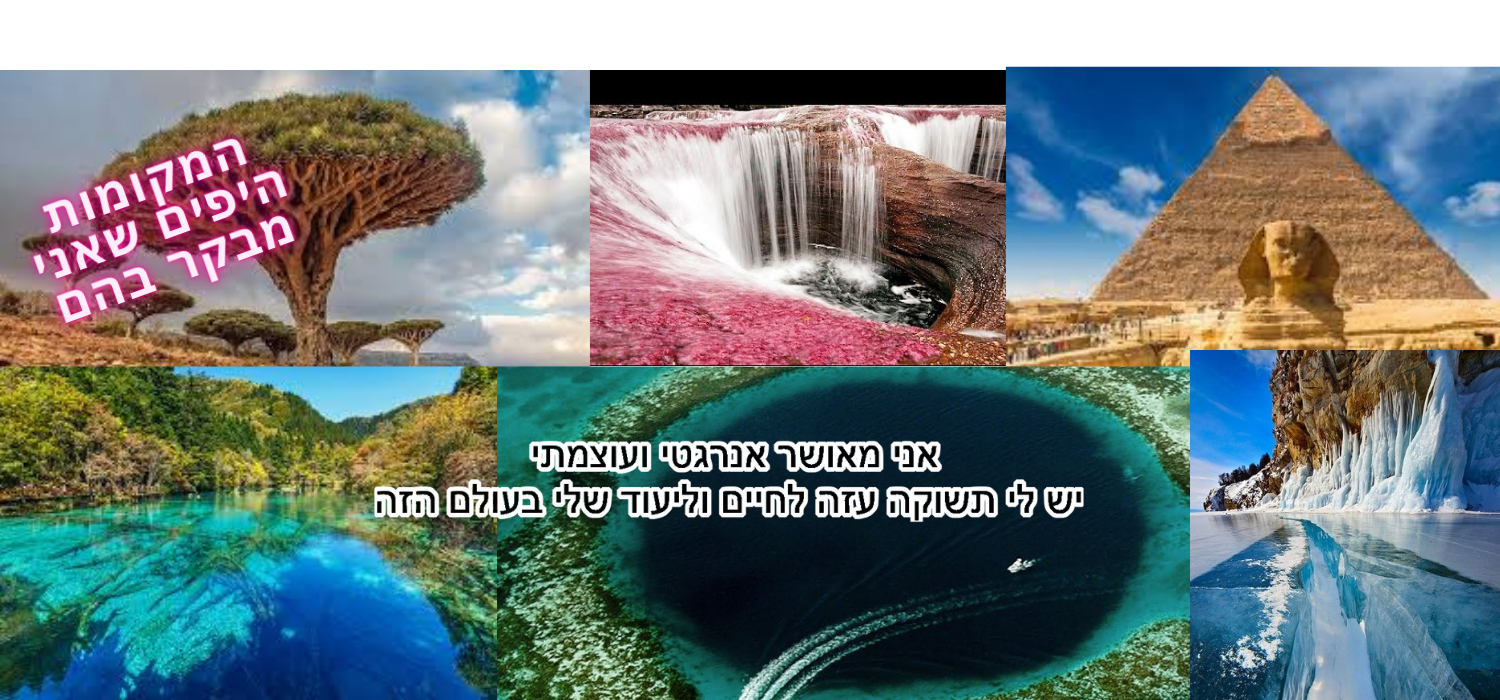 המקומות
היפים שאני
מבקר בהם
אני מאושר אנרגטי ועוצמתי
יש לי תשוקה עזה לחיים וליעוד שלי בעולם הזה